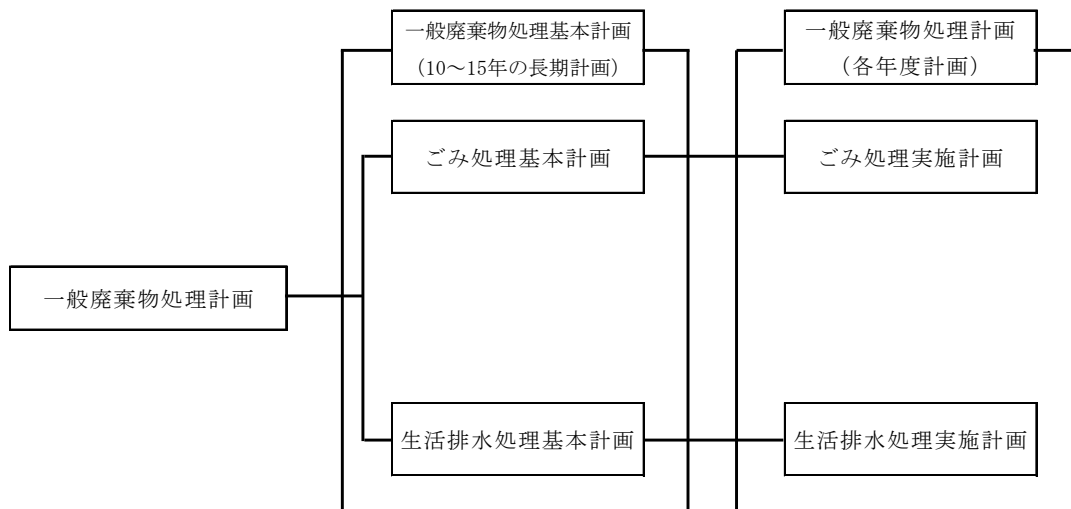 一般廃棄物処理基本計画
(10～15年の長期計画)
一般廃棄物処理計画
(各年度計画)
ごみ処理基本計画
ごみ処理実施計画
一般廃棄物処理計画
生活排水処理基本計画
生活排水処理実施計画